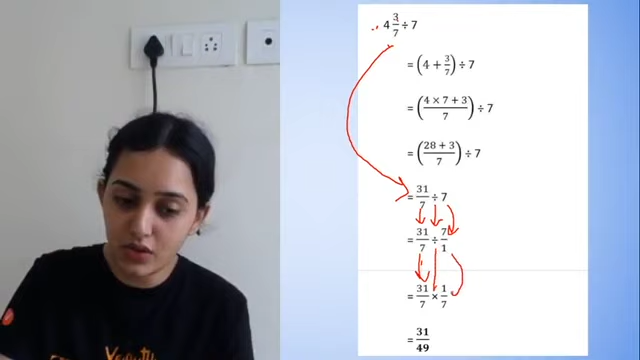 4 3/7 ÷ 7
= (4 + 3/7) ÷ 7
= ((4 × 7 + 3)/7) ÷ 7
= ((28 + 3)/7) ÷ 7
= 31/7 ÷ 7
= 31/7 ÷ 7/1
= 31/7 × 1/7
= 31/49